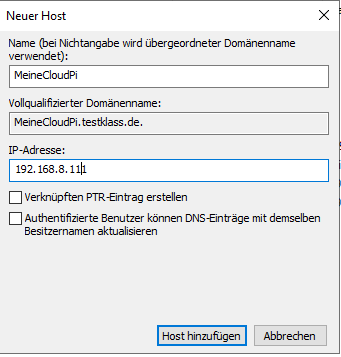 Neuer Host
Name (bei Nichtangabe wird übergeordneter Domänenname
verwendet):
MeineCloudPi
Vollqualifizierter Domänenname:
MeineCloudPi.testklass.de.
IP-Adresse:
192.168.8.111
Verknüpften PTR-Eintrag erstellen
Authentifizierte Benutzer können DNS-Einträge mit demselben
Besitzernamen aktualisieren
Host hinzufügen
Abbrechen